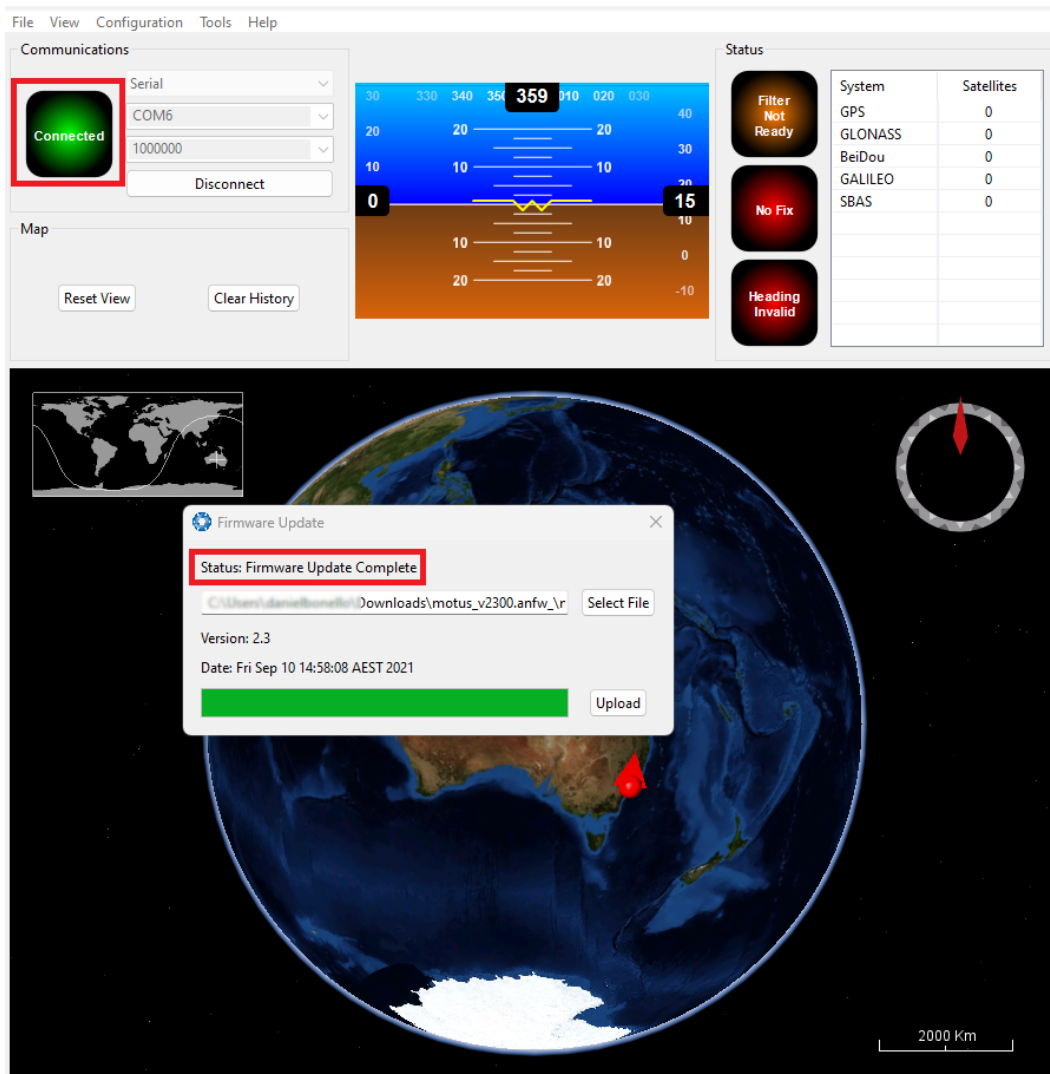 File View Configuration Tools Help
Communications
Connected
Serial
COM6
1000000
Disconnect
Map
Reset View Clear History
30 330 340 350 359 010 020 030
40
20 20 20
30
10 10 10
20
0 15
10
10 10
0
20 20
-10
Status
Filter
Not
Ready
No Fix
Heading
Invalid
System Satellites
GPS 0
GLONASS 0
BeiDou 0
GALILEO 0
SBAS 0
Firmware Update
Status: Firmware Update Complete
C:\Users\danielbonello\Downloads\motus_v2300.anfw_\n Select File
Version: 2.3
Date: Fri Sep 10 14:58:08 AEST 2021
Upload
2000 Km